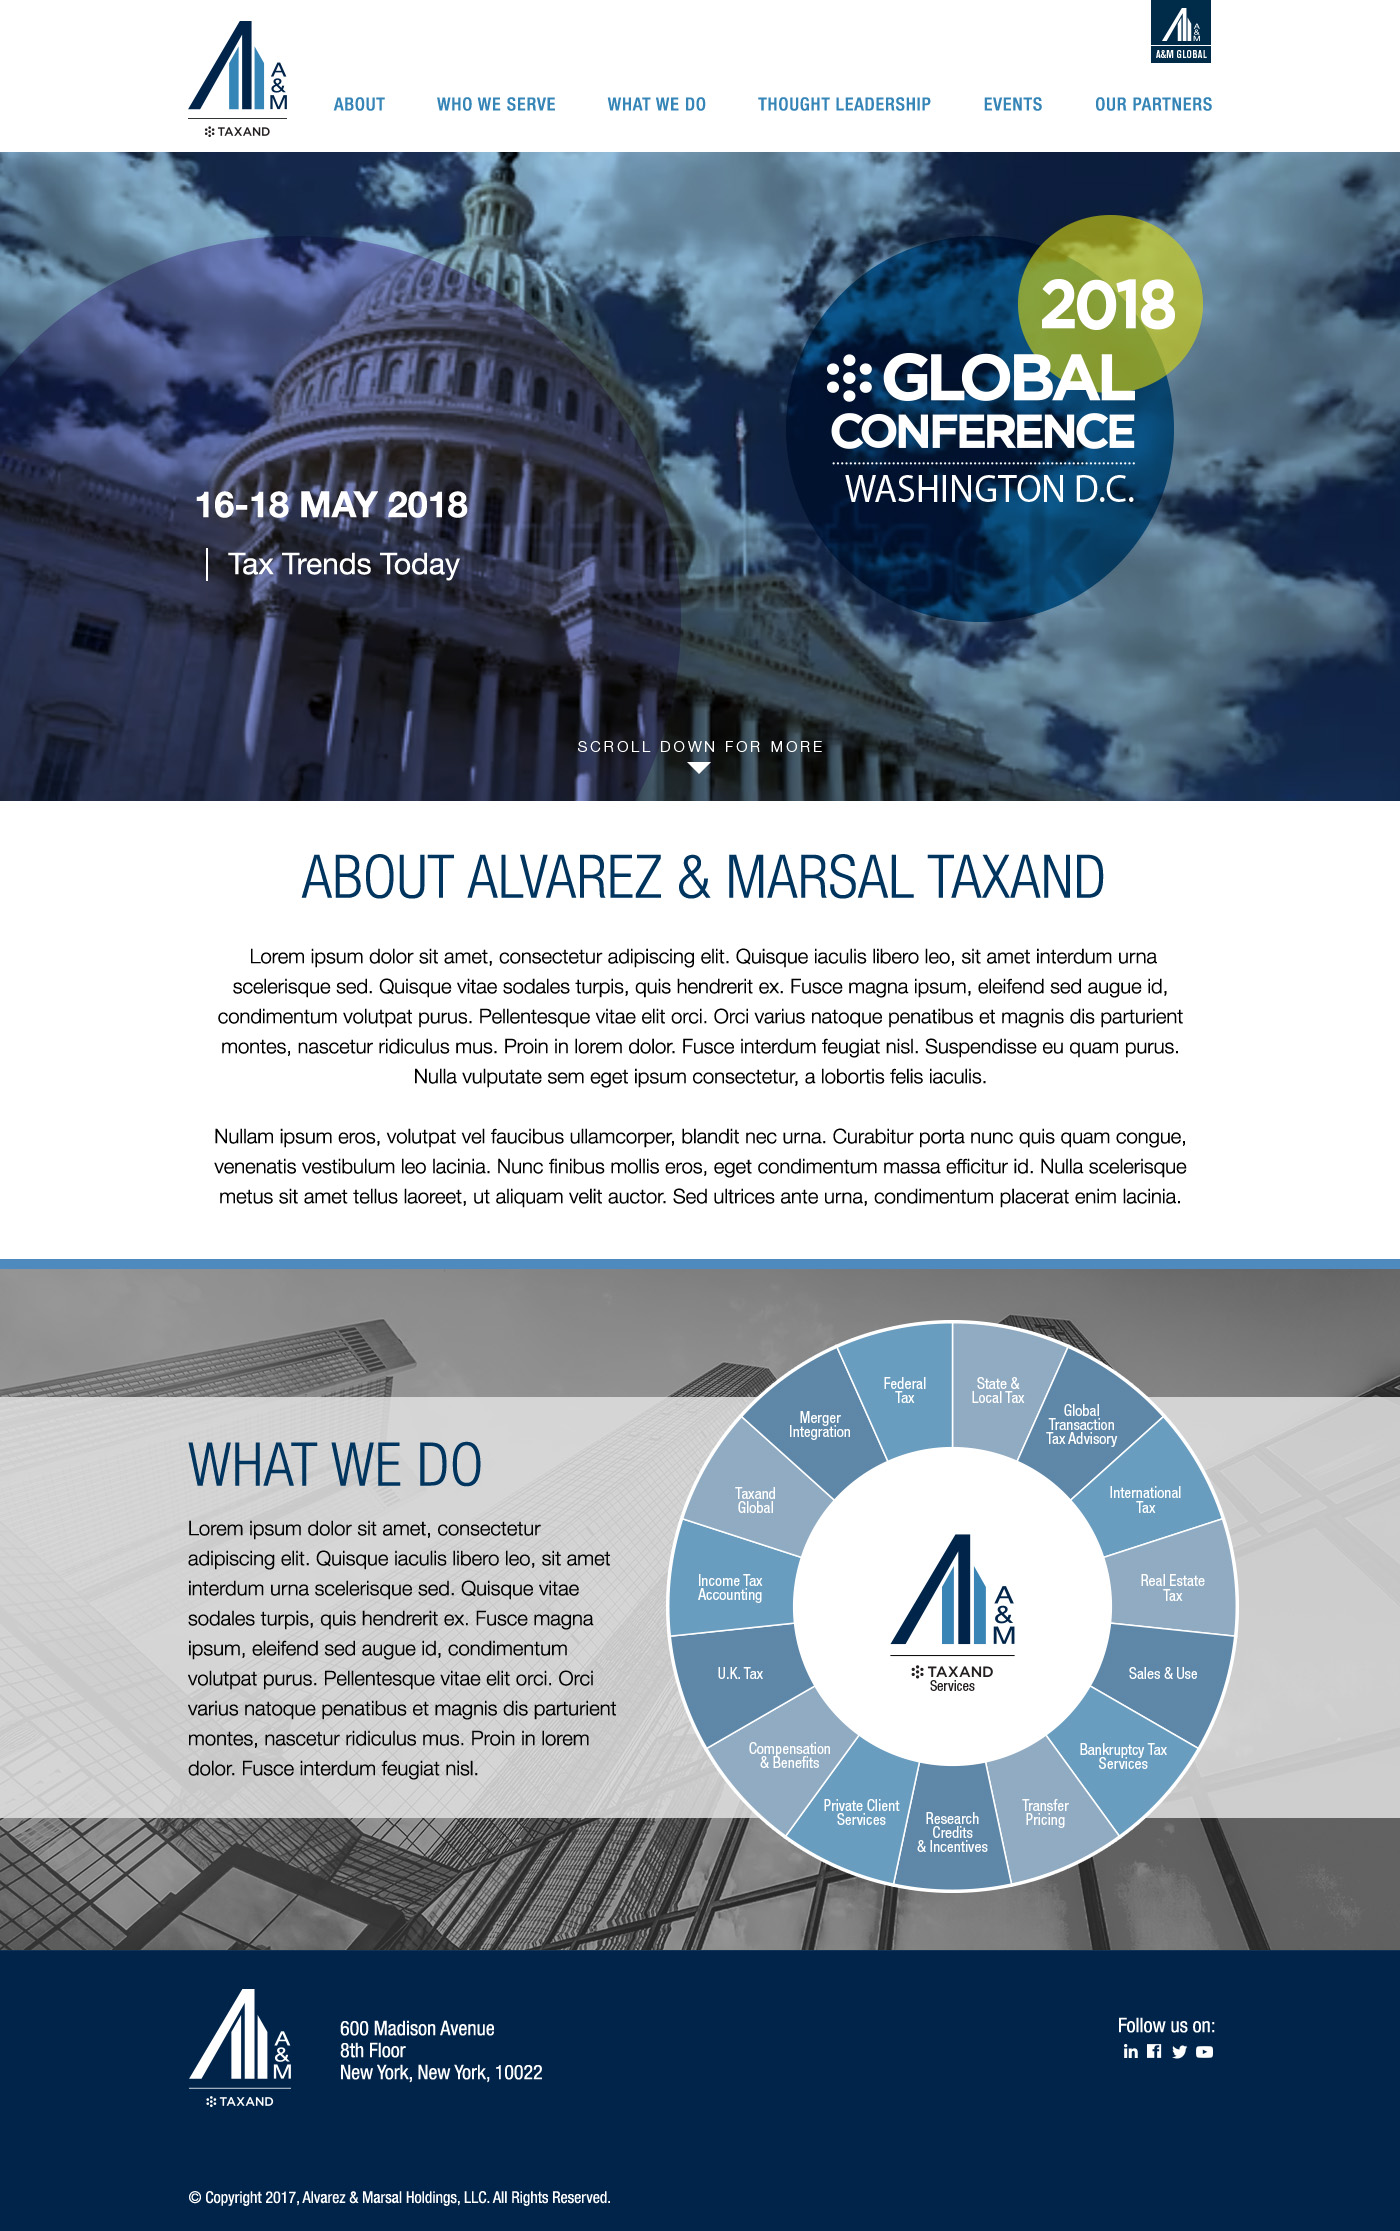 A&M
A&M GLOBAL
A&M
TAXAND
ABOUT
WHO WE SERVE
WHAT WE DO
THOUGHT LEADERSHIP
EVENTS
OUR PARTNERS
2018
GLOBAL
CONFERENCE
WASHINGTON D.C.
16-18 MAY 2018
Tax Trends Today
shutterstock
SCROLL DOWN FOR MORE
ABOUT ALVAREZ & MARSAL TAXAND
Lorem ipsum dolor sit amet, consectetur adipiscing elit. Quisque iaculis libero leo, sit amet interdum urna
scelerisque sed. Quisque vitae sodales turpis, quis hendrerit ex. Fusce magna ipsum, eleifend sed augue id,
condimentum volutpat purus. Pellentesque vitae elit orci. Orci varius natoque penatibus et magnis dis parturient
montes, nascetur ridiculus mus. Proin in lorem dolor. Fusce interdum feugiat nisl. Suspendisse eu quam purus.
Nulla vulputate sem eget ipsum consectetur, a lobortis felis iaculis.
Nullam ipsum eros, volutpat vel faucibus ullamcorper, blandit nec urna. Curabitur porta nunc quis quam congue,
venenatis vestibulum leo lacinia. Nunc finibus mollis eros, eget condimentum massa efficitur id. Nulla scelerisque
metus sit amet tellus laoreet, ut aliquam velit auctor. Sed ultrices ante urna, condimentum placerat enim lacinia.
WHAT WE DO
Lorem ipsum dolor sit amet, consectetur
adipiscing elit. Quisque iaculis libero leo, sit amet
interdum urna scelerisque sed. Quisque vitae
sodales turpis, quis hendrerit ex. Fusce magna
ipsum, eleifend sed augue id, condimentum
volutpat purus. Pellentesque vitae elit orci. Orci
varius natoque penatibus et magnis dis parturient
montes, nascetur ridiculus mus. Proin in lorem
dolor. Fusce interdum feugiat nisl.
Federal
Tax
State &
Local Tax
Global
Transaction
Tax Advisory
International
Tax
Real Estate
Tax
Sales & Use
Bankruptcy Tax
Services
Transfer
Pricing
Research
Credits
& Incentives
Private Client
Services
Compensation
& Benefits
U.K. Tax
Income Tax
Accounting
Taxand
Global
Merger
Integration
A&M
TAXAND
Services
A&M
TAXAND
600 Madison Avenue
8th Floor
New York, New York, 10022
Follow us on:
© Copyright 2017, Alvarez & Marsal Holdings, LLC. All Rights Reserved.